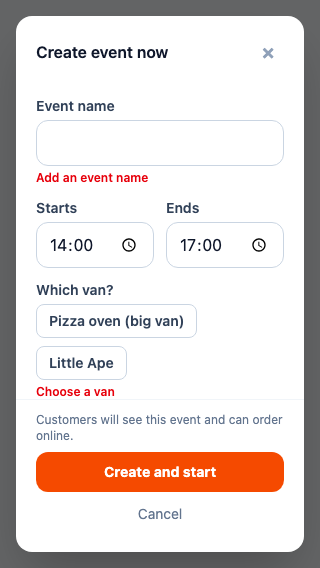 Create event now
Event name
Add an event name
Starts
Ends
14:00
17:00
Which van?
Pizza oven (big van)
Little Ape
Choose a van
Customers will see this event and can order
online.
Create and start
Cancel